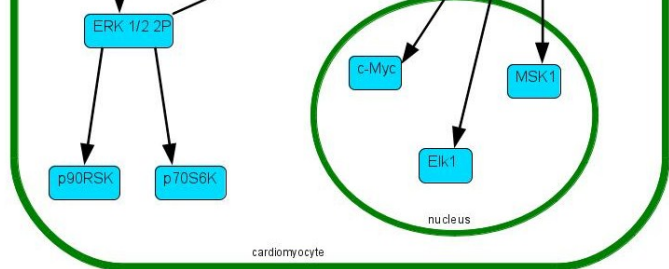 ERK 1/2 2P
c-Myc
MSK1
Elk1
p90RSK
p70S6K
nucleus
cardiomyocyte